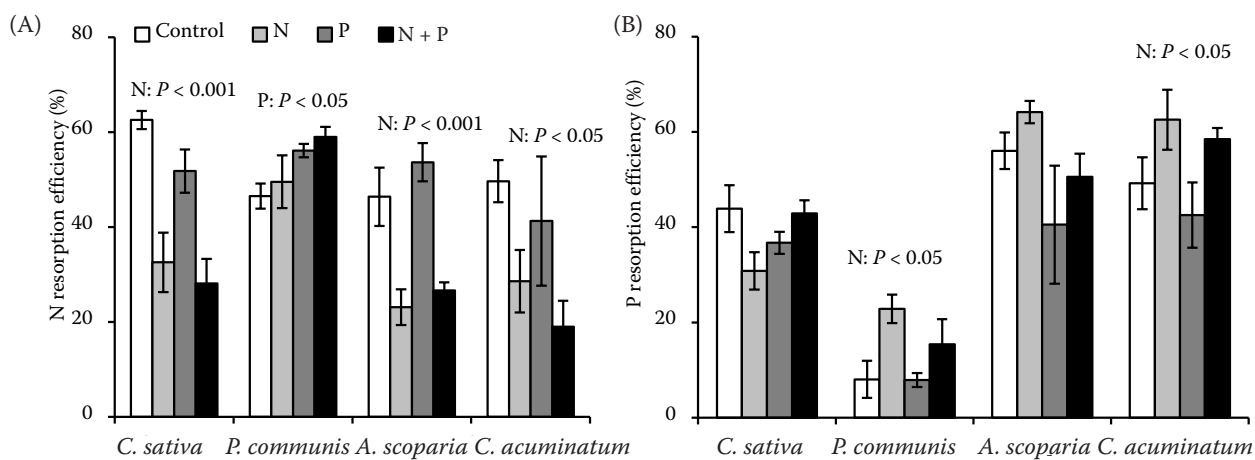 (A)
N resorption efficiency (%)
80
60
40
20
0
Control N P N + P
N: P < 0.001
P: P < 0.05
N: P < 0.001
N: P < 0.05
C. sativa P. communis A. scoparia C. acuminatum
(B)
P resorption efficiency (%)
80
60
40
20
0
N: P < 0.05
N: P < 0.05
C. sativa P. communis A. scoparia C. acuminatum